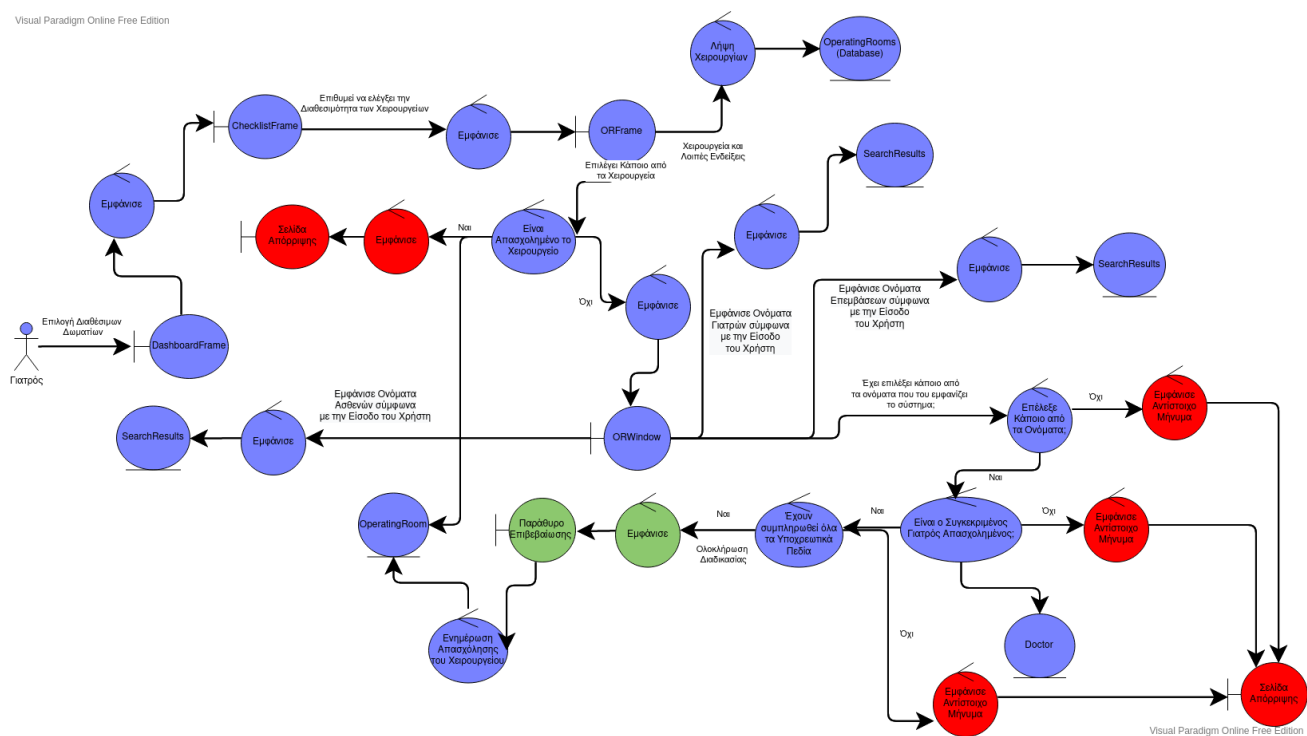 Visual Paradigm Online Free Edition
Λήψη
Χειρουργίων
OperatingRooms
(Database)
Επιθυμεί να ελέγξει την
Διαθεσιμότητα των Χειρουργείων
ChecklistFrame
Εμφάνισε
ORFrame
Χειρουργεία και
Λοιπές Ενδείξεις
SearchResults
Επιλέγει Κάποιο από
τα Χειρουργεία
Εμφάνισε
Σελίδα
Απόρριψης
Εμφάνισε
Ναι
Είναι
Απασχολημένο το
Χειρουργείο
Εμφάνισε
Εμφάνισε
SearchResults
Όχι
Εμφάνισε
Εμφάνισε Ονόματα
Γιατρών σύμφωνα
με την Είσοδο
του Χρήστη
Εμφάνισε Ονόματα
Επεμβάσεων σύμφωνα
με την Είσοδο
του Χρήστη
Επιλογή Διαθέσιμων
Δωματίων
Γιατρός
DashboardFrame
Εμφάνισε Ονόματα
Ασθενών σύμφωνα
με την Είσοδο του Χρήστη
Έχει επιλέξει κάποιο από
τα ονόματα που του εμφανίζει
το σύστημα;
SearchResults
Εμφάνισε
ORWindow
Επέλεξε
Κάποιο από
τα Ονόματα;
Όχι
Εμφάνισε
Αντίστοιχο
Μήνυμα
Ναι
OperatingRoom
Παράθυρο
Επιβεβαίωσης
Εμφάνισε
Ναι
Ολοκλήρωση
Διαδικασίας
Έχουν
συμπληρωθεί όλα
τα Υποχρεωτικά
Πεδία
Ναι
Είναι ο Συγκεκριμένος
Γιατρός Απασχολημένος;
Όχι
Εμφάνισε
Αντίστοιχο
Μήνυμα
Ενημέρωση
Απασχόλησης
του Χειρουργείου
Όχι
Doctor
Εμφάνισε
Αντίστοιχο
Μήνυμα
Σελίδα
Απόρριψης
Visual Paradigm Online Free Edition